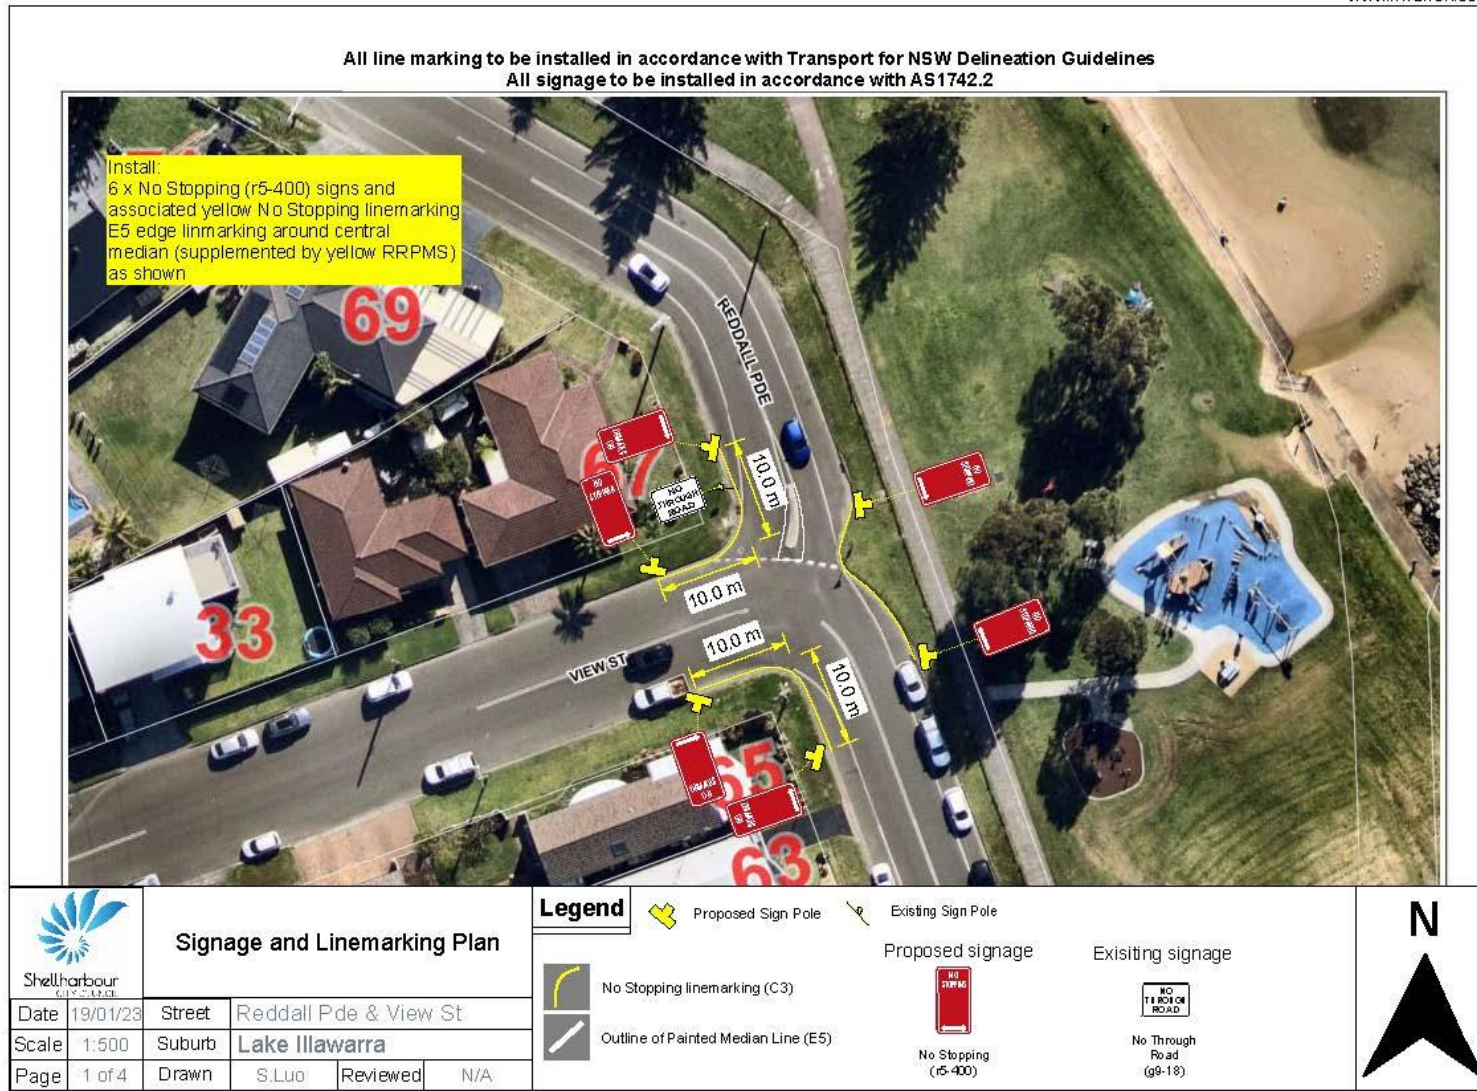 All line marking to be installed in accordance with Transport for NSW Delineation Guidelines
All signage to be installed in accordance with AS1742.2
Install:
6 x No Stopping (r5-400) signs and
associated yellow No Stopping linemarking
E5 edge linmarking around central
median (supplemented by yellow RRPMS)
as shown
69
REDDALL PDE
67
NO
THROUGH
ROAD
10.0 m
10.0 m
33
10.0 m
VIEW ST
10.0 m
65
63
Shellharbour
CITY COUNCIL
Signage and Linemarking Plan
Date 19/01/23 Street Reddall Pde & View St
Scale 1:500 Suburb Lake Illawarra
Page 1 of 4 Drawn S.Luo Reviewed N/A
Legend
Proposed Sign Pole
Existing Sign Pole
No Stopping linemarking (C3)
Outline of Painted Median Line (E5)
Proposed signage
NO
STOPPING
No Stopping
(r5-400)
Exisiting signage
NO
THROUGH
ROAD
No Through
Road
(g9-18)
N